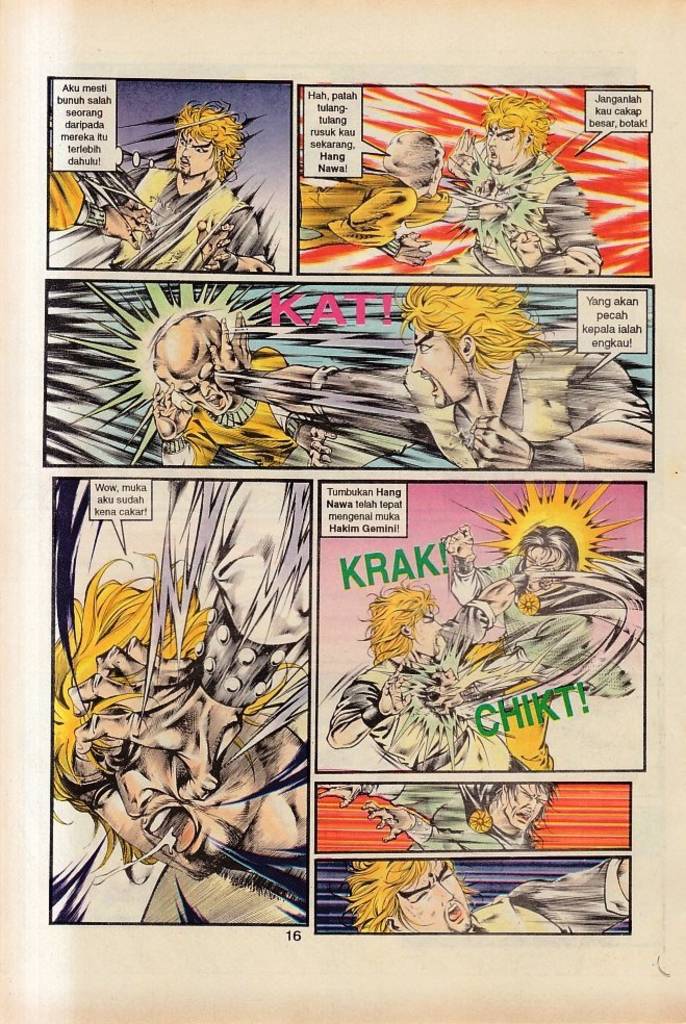 Aku mesti
bunuh salah
seorang
daripada
mereka itu
terlebih
dahulu!
Hah, patah
tulang-
tulang
rusuk kau
sekarang,
Hang
Nawa!
Janganlah
kau cakap
besar, botak!
KAT!
Yang akan
pecah
kepala ialah
engkau!
Wow, muka
aku sudah
kena cakar!
Tumbukan Hang
Nawa telah tepat
mengenai muka
Hakim Gemini!
KRAK!
CHIKT!
16